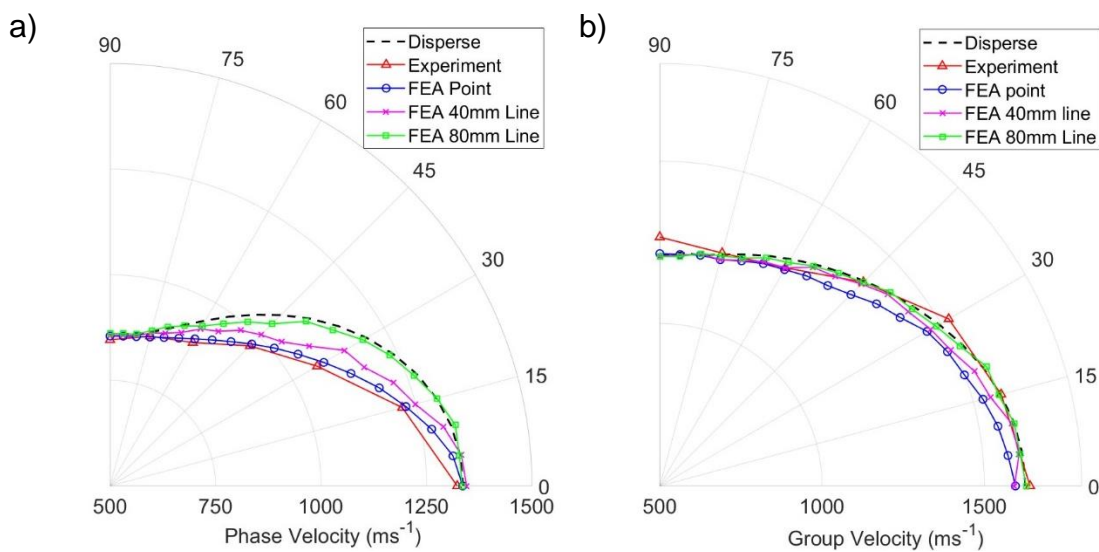 a)
90
75
60
45
30
15
0
Disperse
Experiment
FEA Point
FEA 40mm Line
FEA 80mm Line
500 750 1000 1250 1500
Phase Velocity (ms⁻¹)
b)
90
75
60
45
30
15
0
Disperse
Experiment
FEA point
FEA 40mm line
FEA 80mm Line
500 1000 1500
Group Velocity (ms⁻¹)